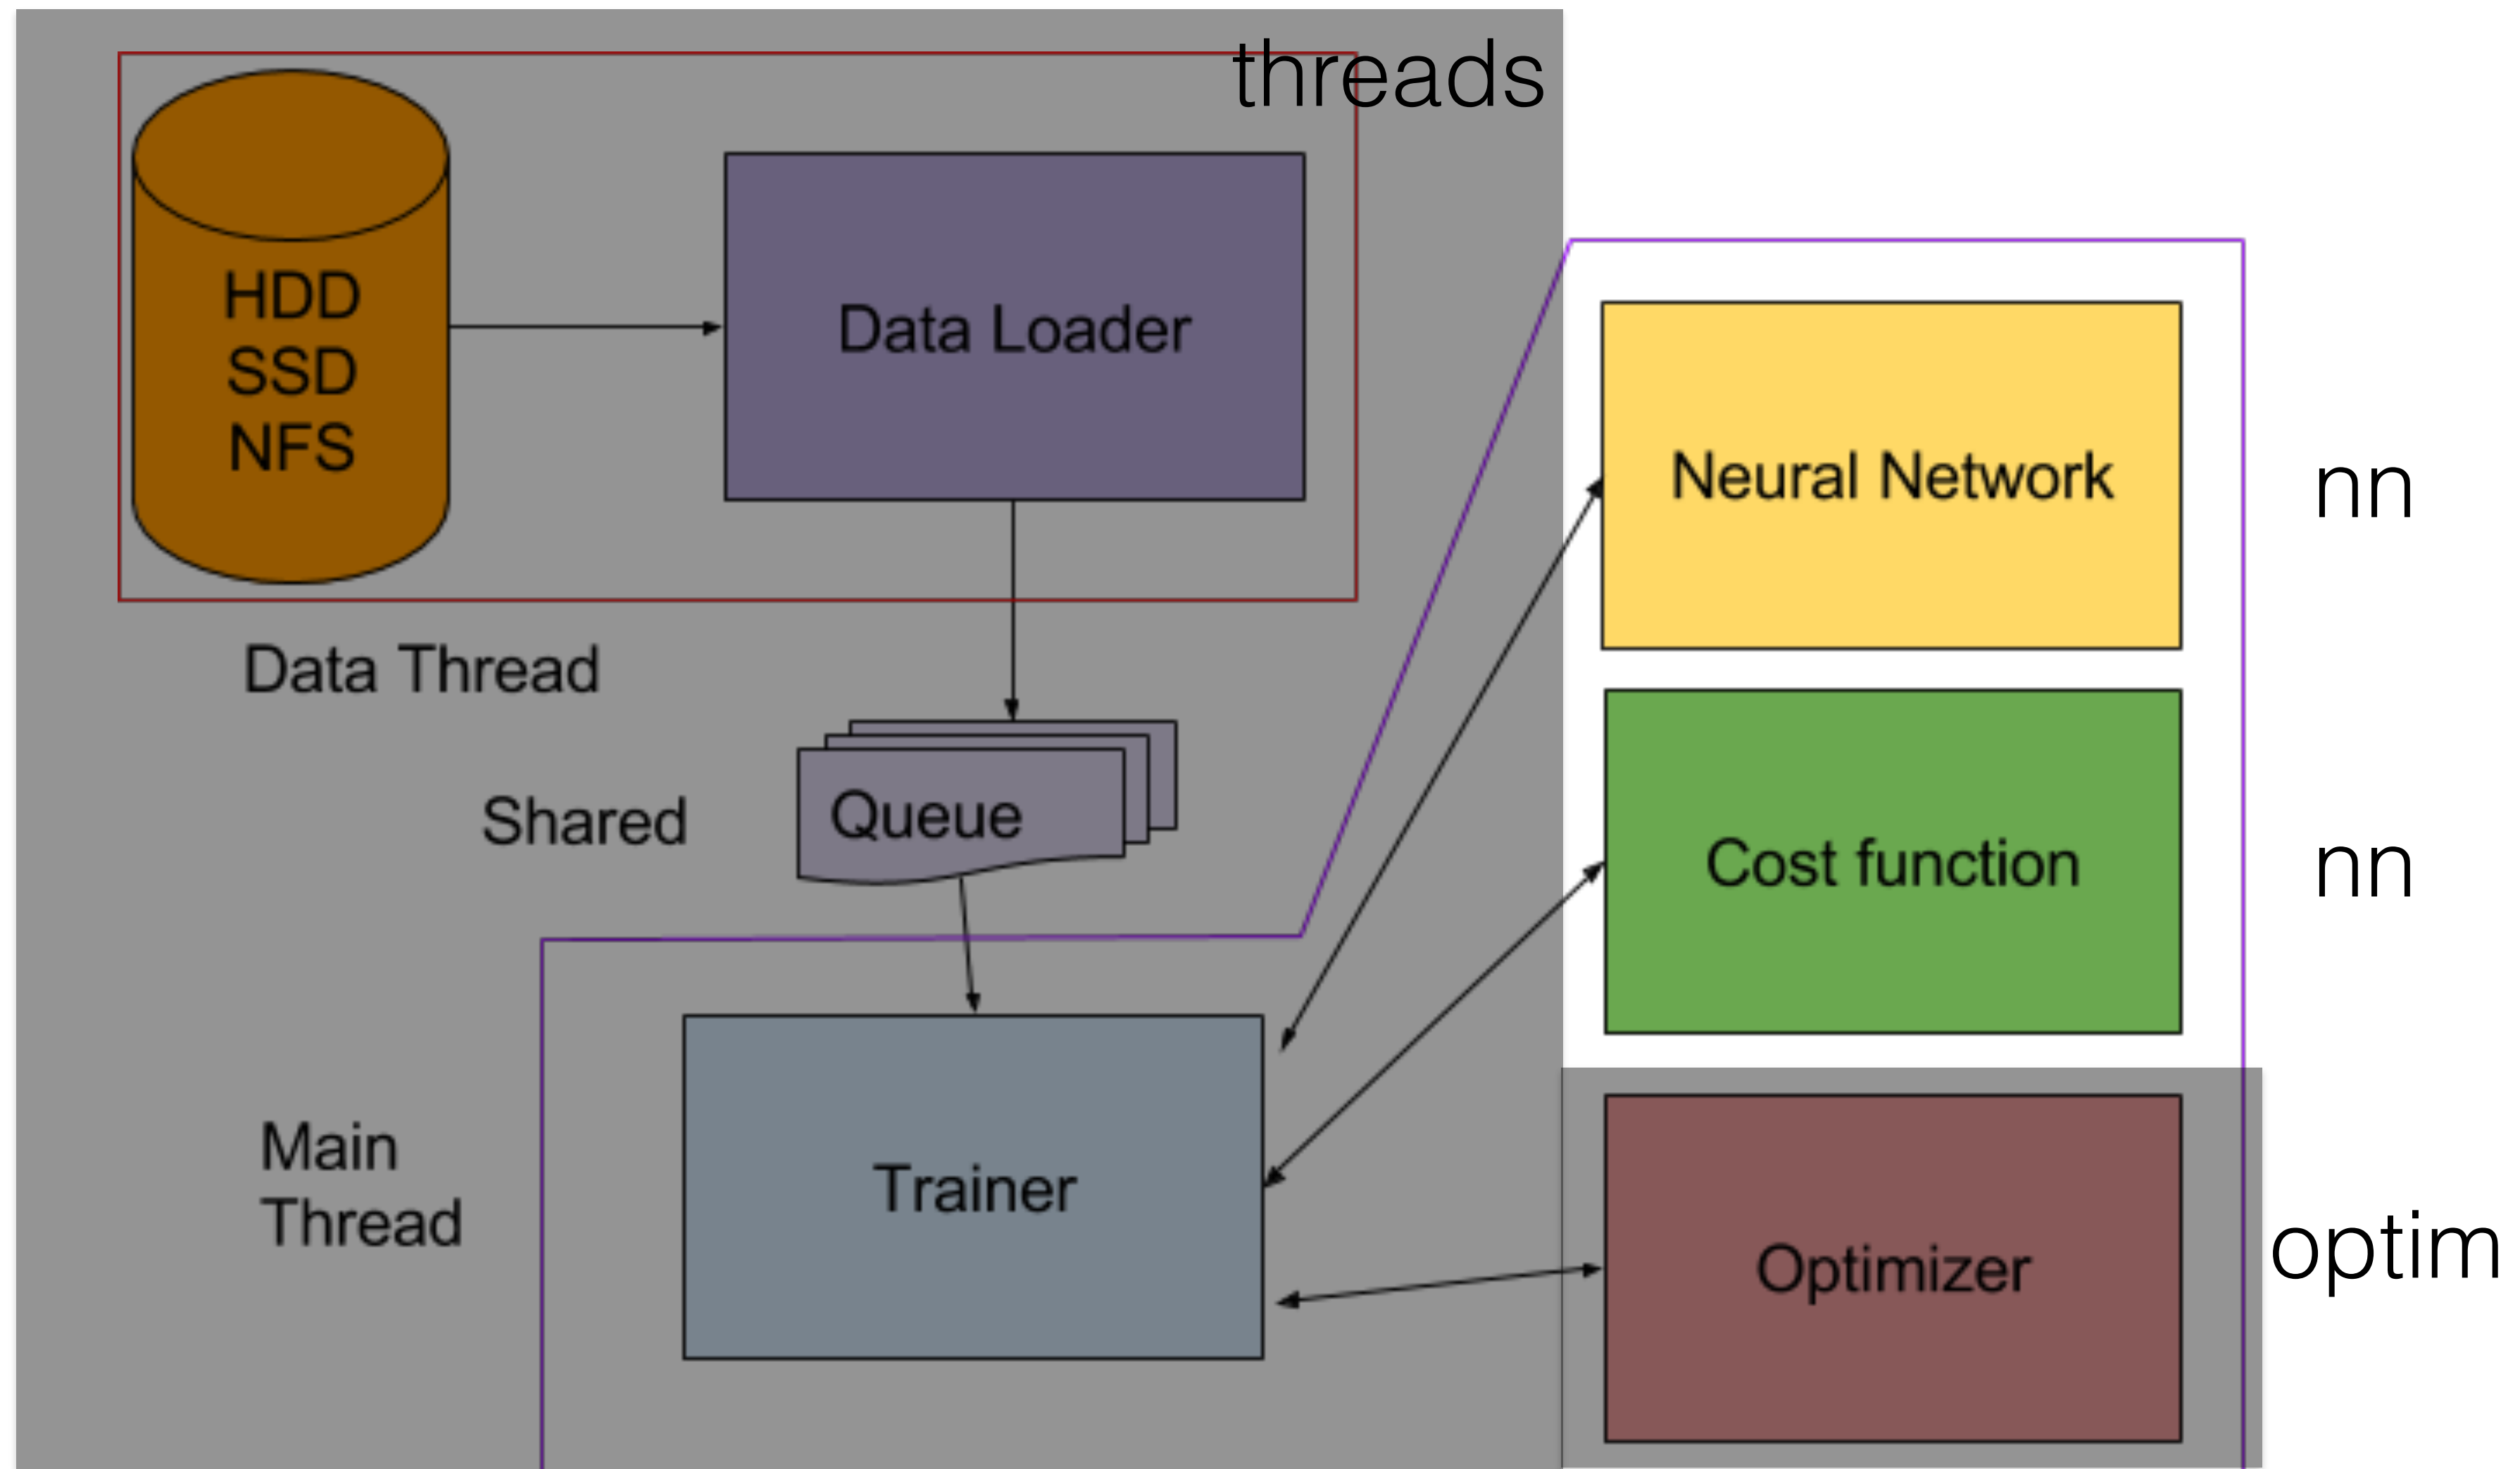 threads
HDD
SSD
NFS
Data Loader
Data Thread
Neural Network
nn
Shared
Queue
Cost function
nn
Main
Thread
Trainer
Optimizer
optim